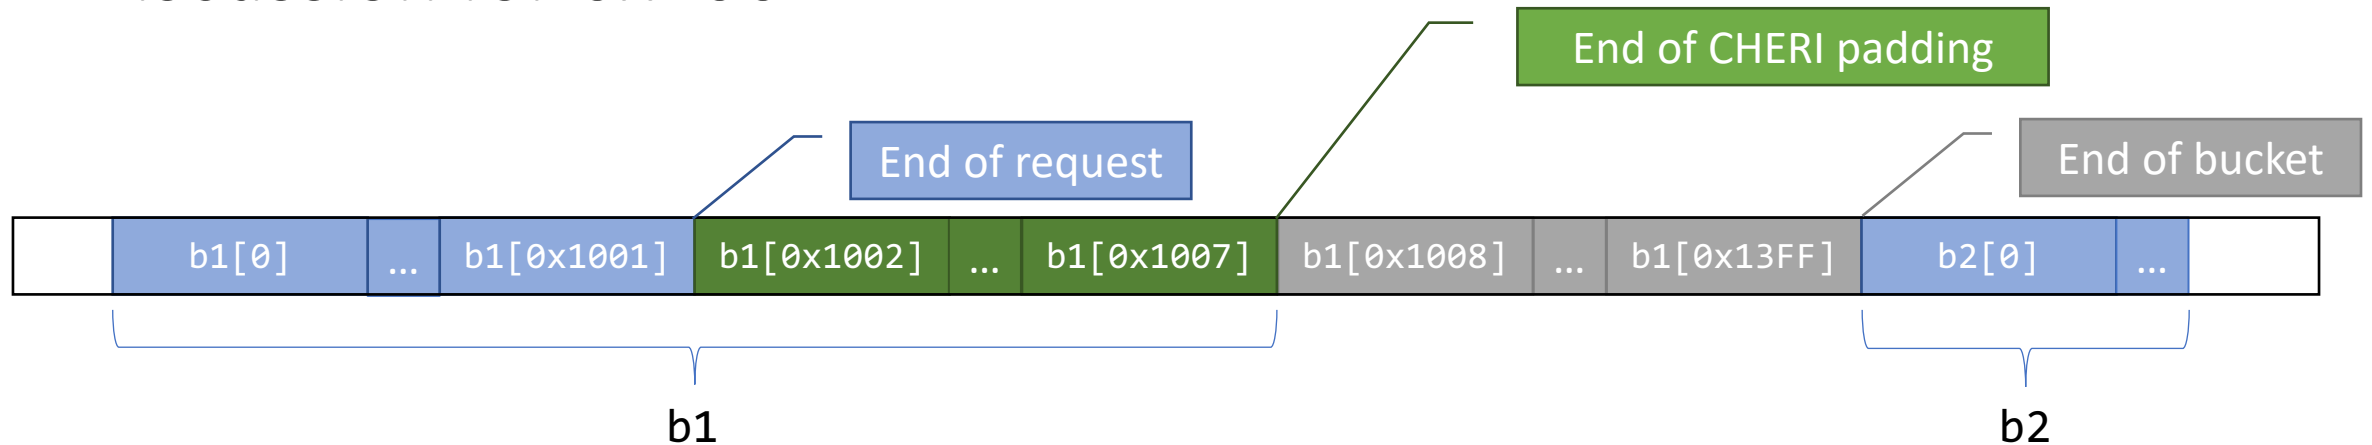 End of CHERI padding
End of request
End of bucket
b1[0] ... b1[0x1001] b1[0x1002] ... b1[0x1007] b1[0x1008] ... b1[0x13FF] b2[0] ...
b1 b2